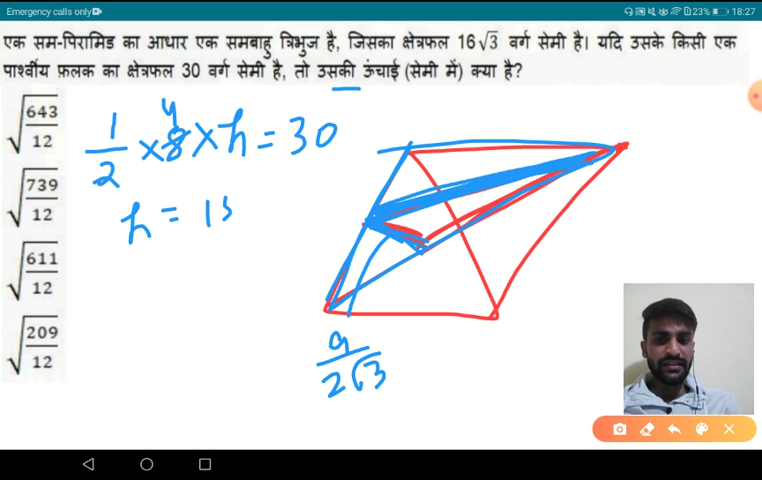 Emergency calls only
23% 18:27
एक सम-पिरामिड का आधार एक समबाहु त्रिभुज है, जिसका क्षेत्रफल 16√3 वर्ग सेमी है। यदि उसके किसी एक
पार्श्वीय फ़लक का क्षेत्रफल 30 वर्ग सेमी है, तो उसकी ऊंचाई (सेमी में) क्या है?
√(643/12)
√(739/12)
√(611/12)
√(209/12)
1/2 × 8 4 × h = 30
h = 15
a/2√3